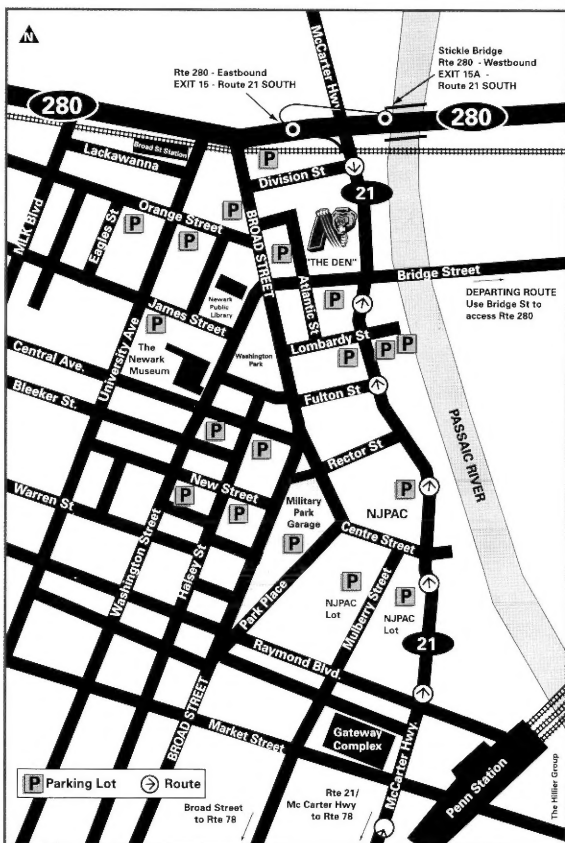 N
Rte 280 - Eastbound
EXIT 15 - Route 21 SOUTH
McCarter Hwy.
Stickle Bridge
Rte 280 - Westbound
EXIT 15A -
Route 21 SOUTH
280
280
Lackawanna
Broad St Station
P
Division St
21
MLK Blvd
Eagles St
Orange Street
P
P
P
BROAD STREET
P
"THE DEN"
Bridge Street
DEPARTING ROUTE
Use Bridge St to
access Rte 280
Newark
Public
Library
Atlantic St
P
James Street
P
University Ave
Lombardy St
P
P
P
Central Ave.
The
Newark
Museum
Washington
Park
Bleeker St.
Fulton St
PASSAIC RIVER
P
P
Rector St
New Street
P
P
Warren St
Military
Park
Garage
P
NJPAC
P
Centre Street
Washington Street
Halsey St
Park Place
P
NJPAC
Lot
Mulberry Street
P
NJPAC
Lot
21
Raymond Blvd.
BROAD STREET
Market Street
Gateway
Complex
McCarter Hwy.
Penn Station
The Hillier Group
P Parking Lot
Route
Broad Street
to Rte 78
Rte 21/
Mc Carter Hwy
to Rte 78